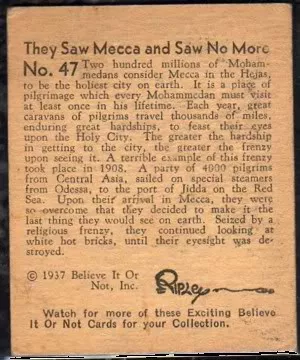 They Saw Mecca and Saw No More
No. 47 Two hundred millions of Moham-
medans consider Mecca in the Hejas,
to be the holiest city on earth. It is a place of
pilgrimage which every Mohammedan must visit
at least once in his lifetime. Each year, great
caravans of pilgrims travel thousands of miles,
enduring great hardships, to feast their eyes
upon the Holy City. The greater the hardship
in getting to the city, the greater the frenzy
upon seeing it. A terrible example of this frenzy
took place in 1908. A party of 4000 pilgrims
from Central Asia, sailed on special steamers
from Odessa, to the port of Jidda on the Red
Sea. Upon their arrival in Mecca, they were
so overcome that they decided to make it the
last thing they would see on earth. Seized by a
religious frenzy, they continued looking at
white hot bricks, until their eyesight was de-
stroyed.
© 1937 Believe It Or
Not, Inc.
Ripley
Watch for more of these Exciting Believe
It Or Not Cards for your Collection.